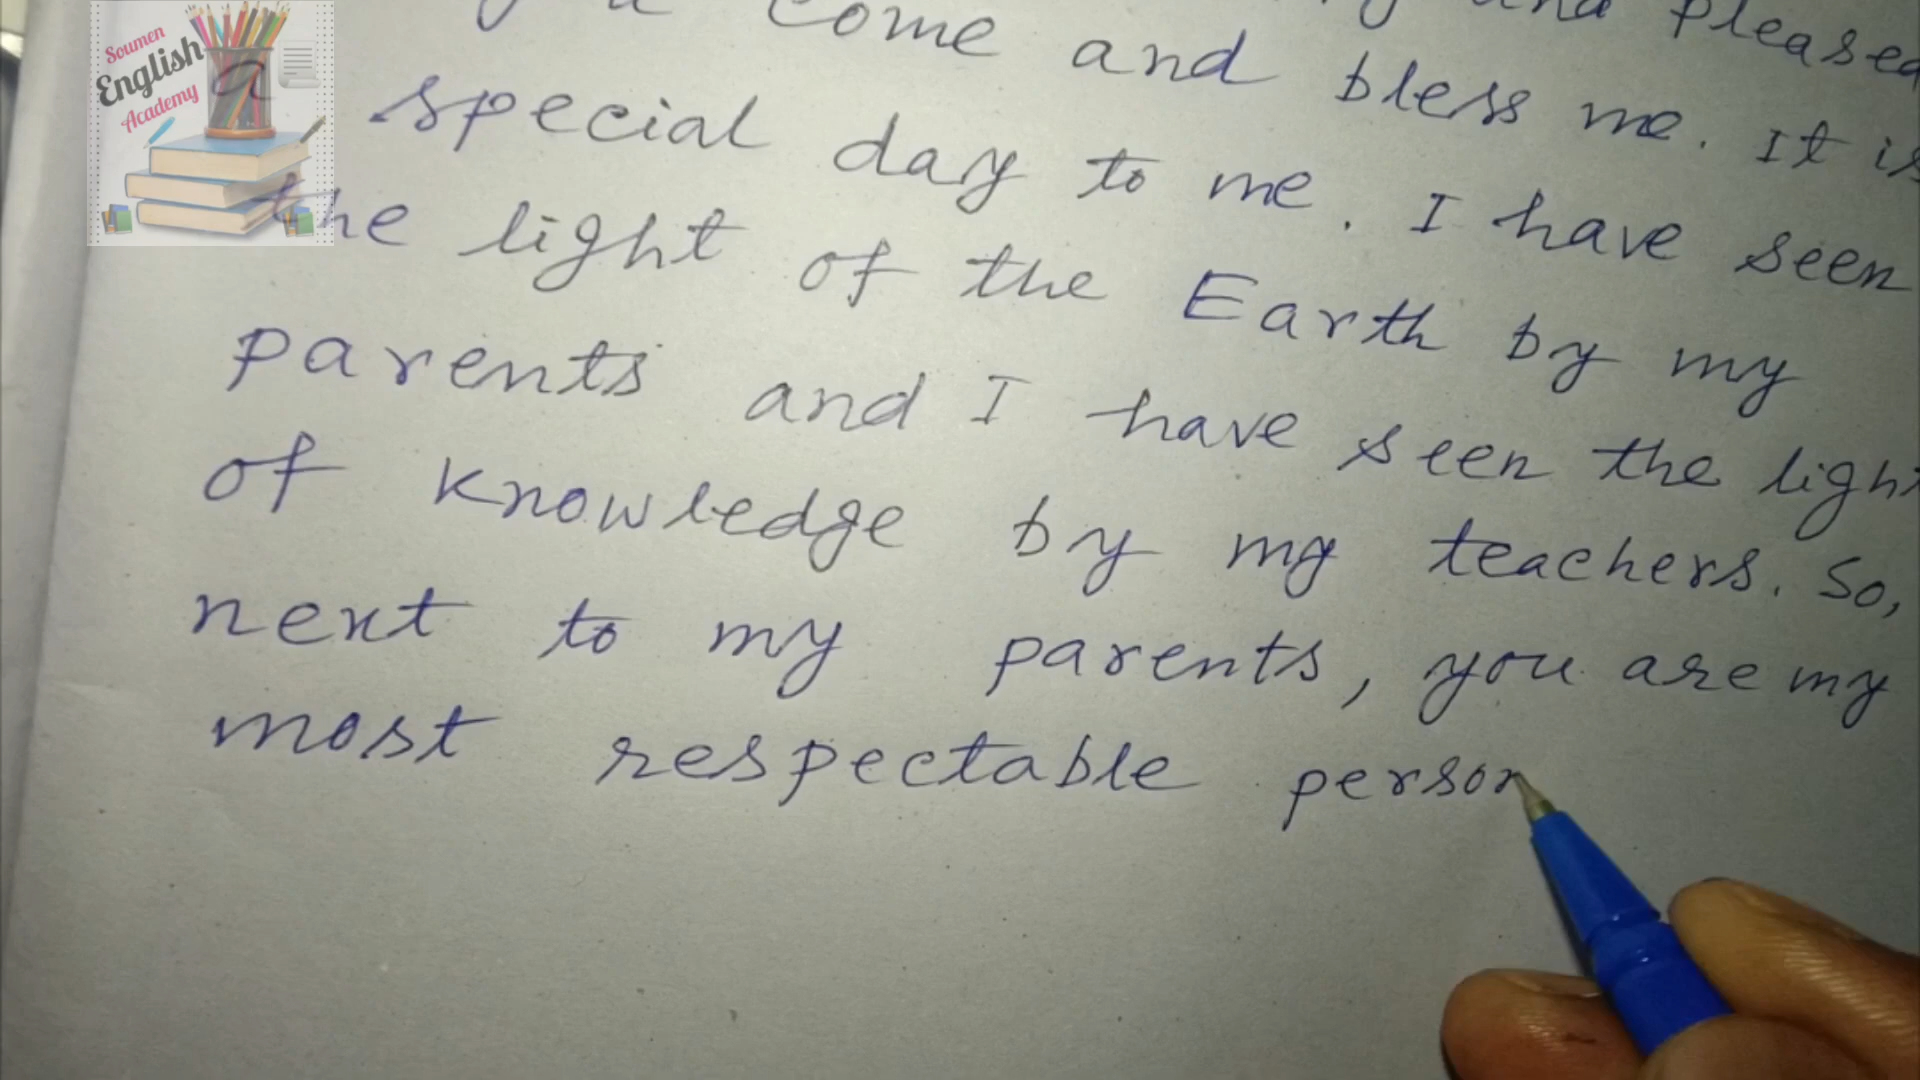 Soumen
English
Academy
come and bless me. It is
a special day to me. I have seen
the light of the Earth by my
parents and I have seen the light
of knowledge by my teachers. So,
next to my parents, you are my
most respectable person
and pleased